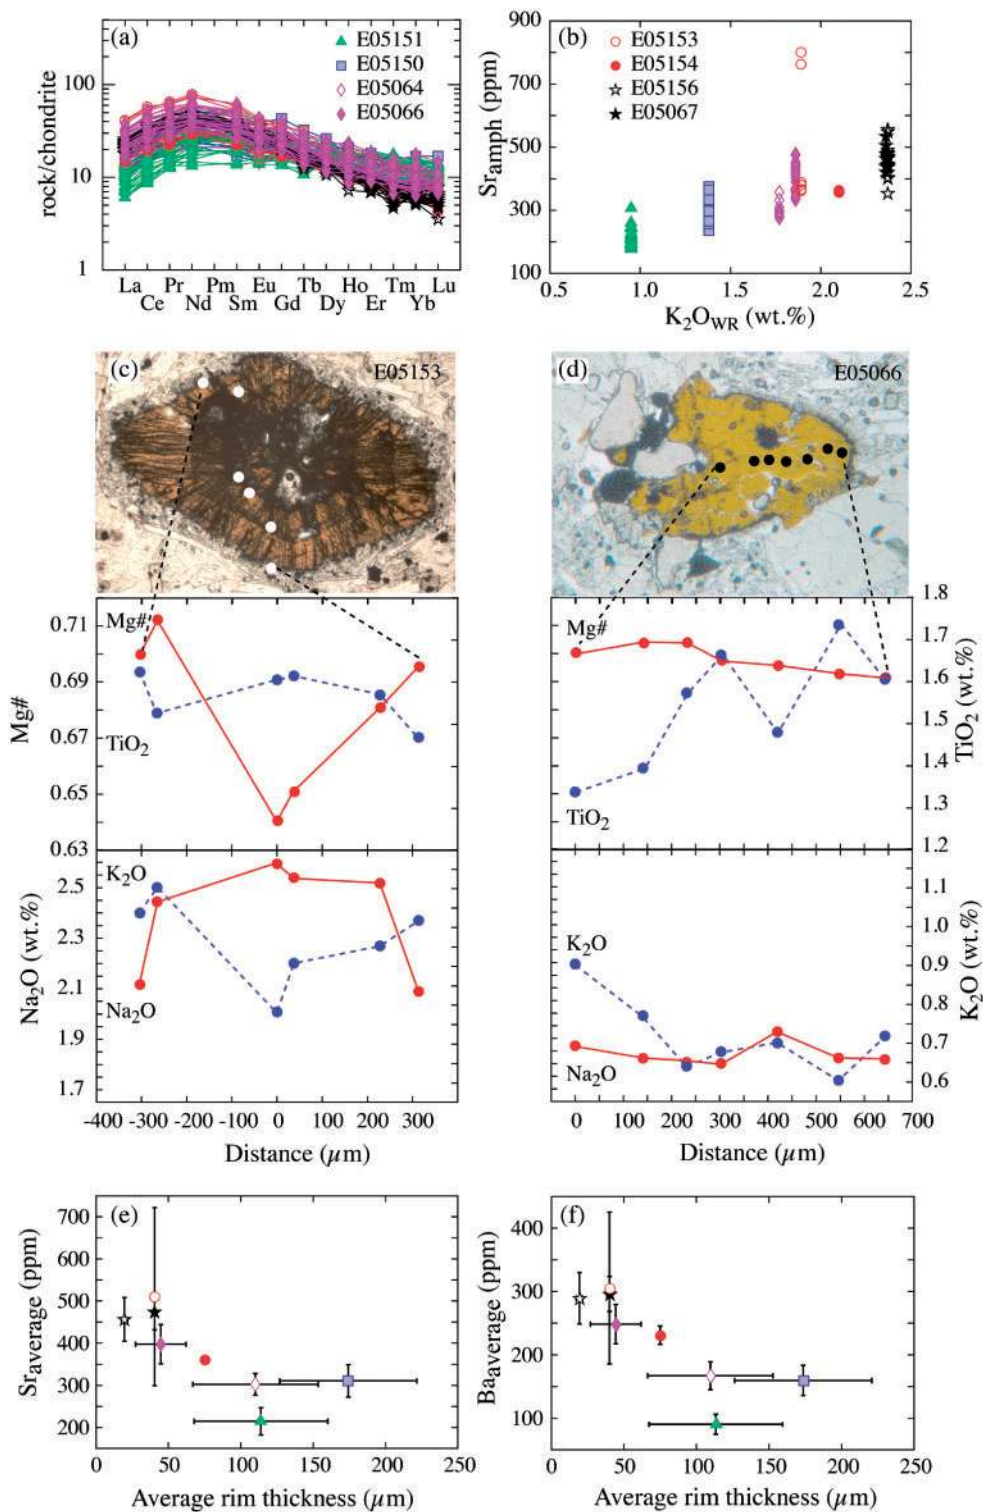 (a)
E05151
E05150
E05064
E05066
rock/chondrite
100
10
1
La Ce Pr Nd Pm Sm Eu Gd Tb Dy Ho Er Tm Yb Lu
(b)
E05153
E05154
E05156
E05067
Sr_amph (ppm)
900
700
500
300
100
0.5 1.0 1.5 2.0 2.5
K₂O_WR (wt.%)
(c)
E05153
(d)
E05066
Mg#
0.71
0.69
0.67
0.65
0.63
Mg#
TiO₂
Mg#
TiO₂
1.8
1.7
1.6
1.5
1.4
1.3
1.2
TiO₂ (wt.%)
Na₂O (wt.%)
2.5
2.3
2.1
1.9
1.7
K₂O
Na₂O
-400 -300 -200 -100 0 100 200 300 400
Distance (µm)
K₂O
Na₂O
1.1
1.0
0.9
0.8
0.7
0.6
K₂O (wt.%)
0 100 200 300 400 500 600 700
Distance (µm)
(e)
Sr_average (ppm)
700
600
500
400
300
200
0 50 100 150 200 250
Average rim thickness (µm)
(f)
Ba_average (ppm)
400
300
200
100
0 50 100 150 200 250
Average rim thickness (µm)